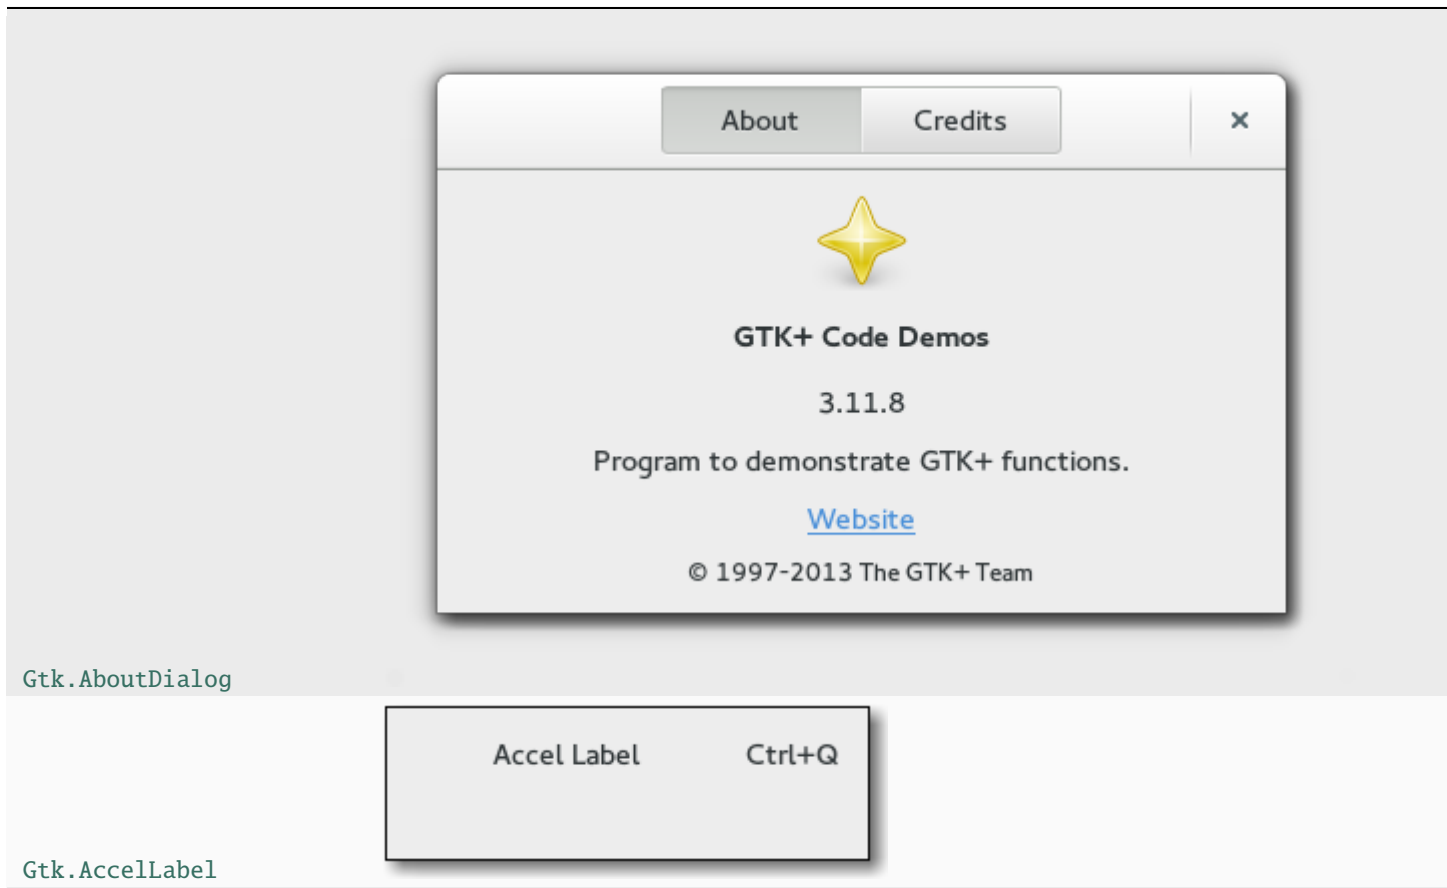 About Credits ×
GTK+ Code Demos
3.11.8
Program to demonstrate GTK+ functions.
Website
© 1997-2013 The GTK+ Team
Gtk.AboutDialog
Accel Label Ctrl+Q
Gtk.AccelLabel